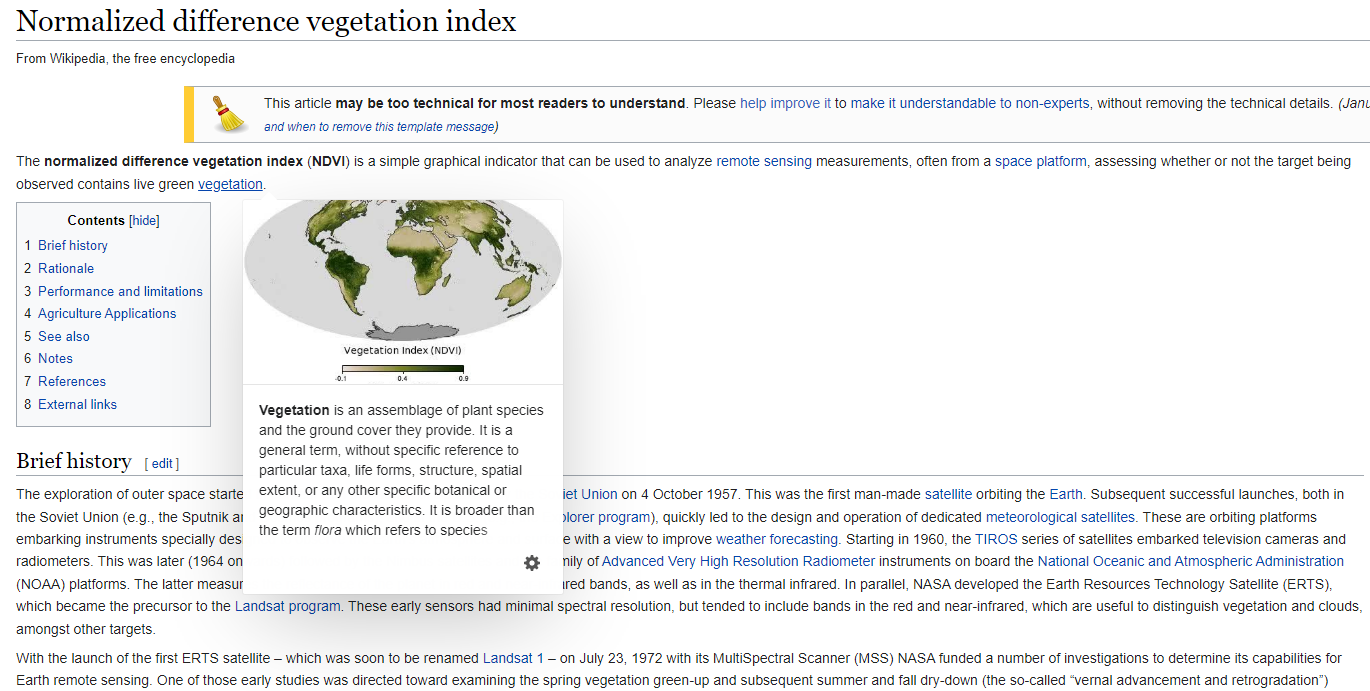 Normalized difference vegetation index
From Wikipedia, the free encyclopedia
This article may be too technical for most readers to understand. Please help improve it to make it understandable to non-experts, without removing the technical details. (Janu
and when to remove this template message)
The normalized difference vegetation index (NDVI) is a simple graphical indicator that can be used to analyze remote sensing measurements, often from a space platform, assessing whether or not the target being
observed contains live green vegetation.
Contents [hide]
1 Brief history
2 Rationale
3 Performance and limitations
4 Agriculture Applications
5 See also
6 Notes
7 References
8 External links
Vegetation Index (NDVI)
-0.1 0.4 0.9
Vegetation is an assemblage of plant species
and the ground cover they provide. It is a
general term, without specific reference to
particular taxa, life forms, structure, spatial
extent, or any other specific botanical or
geographic characteristics. It is broader than
the term flora which refers to species
Brief history [ edit ]
The exploration of outer space starte iet Union on 4 October 1957. This was the first man-made satellite orbiting the Earth. Subsequent successful launches, both in
the Soviet Union (e.g., the Sputnik a plorer program), quickly led to the design and operation of dedicated meteorological satellites. These are orbiting platforms
embarking instruments specially des e with a view to improve weather forecasting. Starting in 1960, the TIROS series of satellites embarked television cameras and
radiometers. This was later (1964 on mily of Advanced Very High Resolution Radiometer instruments on board the National Oceanic and Atmospheric Administration
(NOAA) platforms. The latter measur red bands, as well as in the thermal infrared. In parallel, NASA developed the Earth Resources Technology Satellite (ERTS),
which became the precursor to the Landsat program. These early sensors had minimal spectral resolution, but tended to include bands in the red and near-infrared, which are useful to distinguish vegetation and clouds,
amongst other targets.
With the launch of the first ERTS satellite – which was soon to be renamed Landsat 1 – on July 23, 1972 with its MultiSpectral Scanner (MSS) NASA funded a number of investigations to determine its capabilities for
Earth remote sensing. One of those early studies was directed toward examining the spring vegetation green-up and subsequent summer and fall dry-down (the so-called “vernal advancement and retrogradation”)